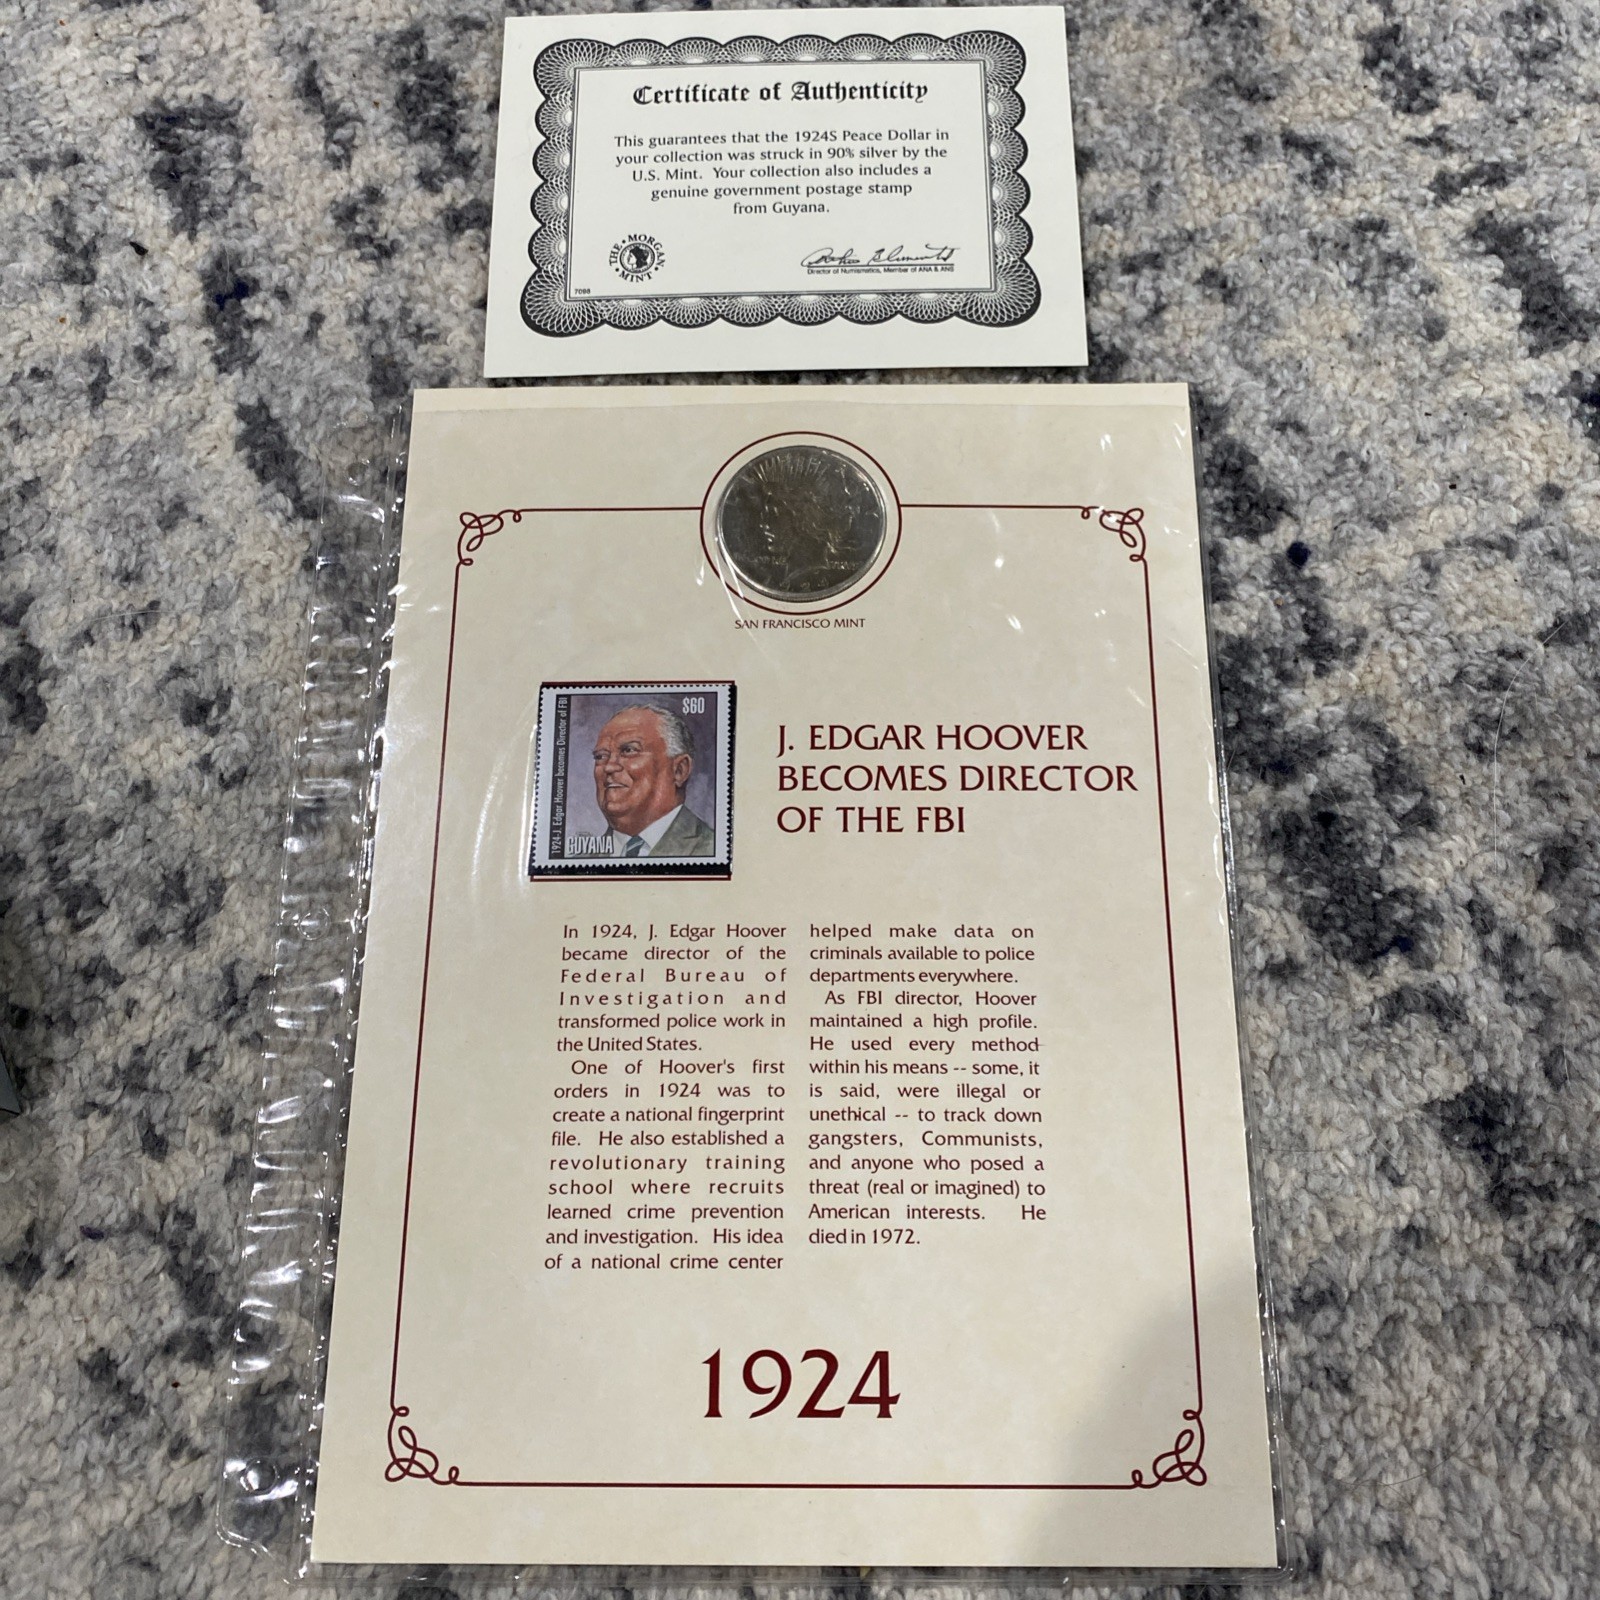 Certificate of Authenticity
This guarantees that the 1924S Peace Dollar in
your collection was struck in 90% silver by the
U.S. Mint. Your collection also includes a
genuine government postage stamp
from Guyana.
THE MORGAN MINT
Director of Numismatics, Member of ANA & ANS
7098
SAN FRANCISCO MINT
$60
1924-J. Edgar Hoover becomes Director of FBI
GUYANA
J. EDGAR HOOVER
BECOMES DIRECTOR
OF THE FBI
In 1924, J. Edgar Hoover
became director of the
Federal Bureau of
Investigation and
transformed police work in
the United States.
One of Hoover's first
orders in 1924 was to
create a national fingerprint
file. He also established a
revolutionary training
school where recruits
learned crime prevention
and investigation. His idea
of a national crime center
helped make data on
criminals available to police
departments everywhere.
As FBI director, Hoover
maintained a high profile.
He used every method
within his means -- some, it
is said, were illegal or
unethical -- to track down
gangsters, Communists,
and anyone who posed a
threat (real or imagined) to
American interests. He
died in 1972.
1924